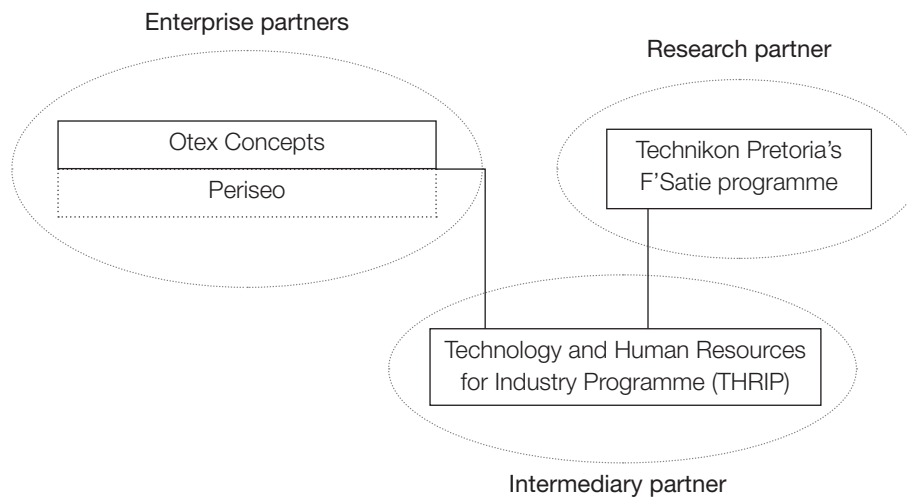 Enterprise partners
Research partner
Otex Concepts
Periseo
Technikon Pretoria’s
F’Satie programme
Technology and Human Resources
for Industry Programme (THRIP)
Intermediary partner